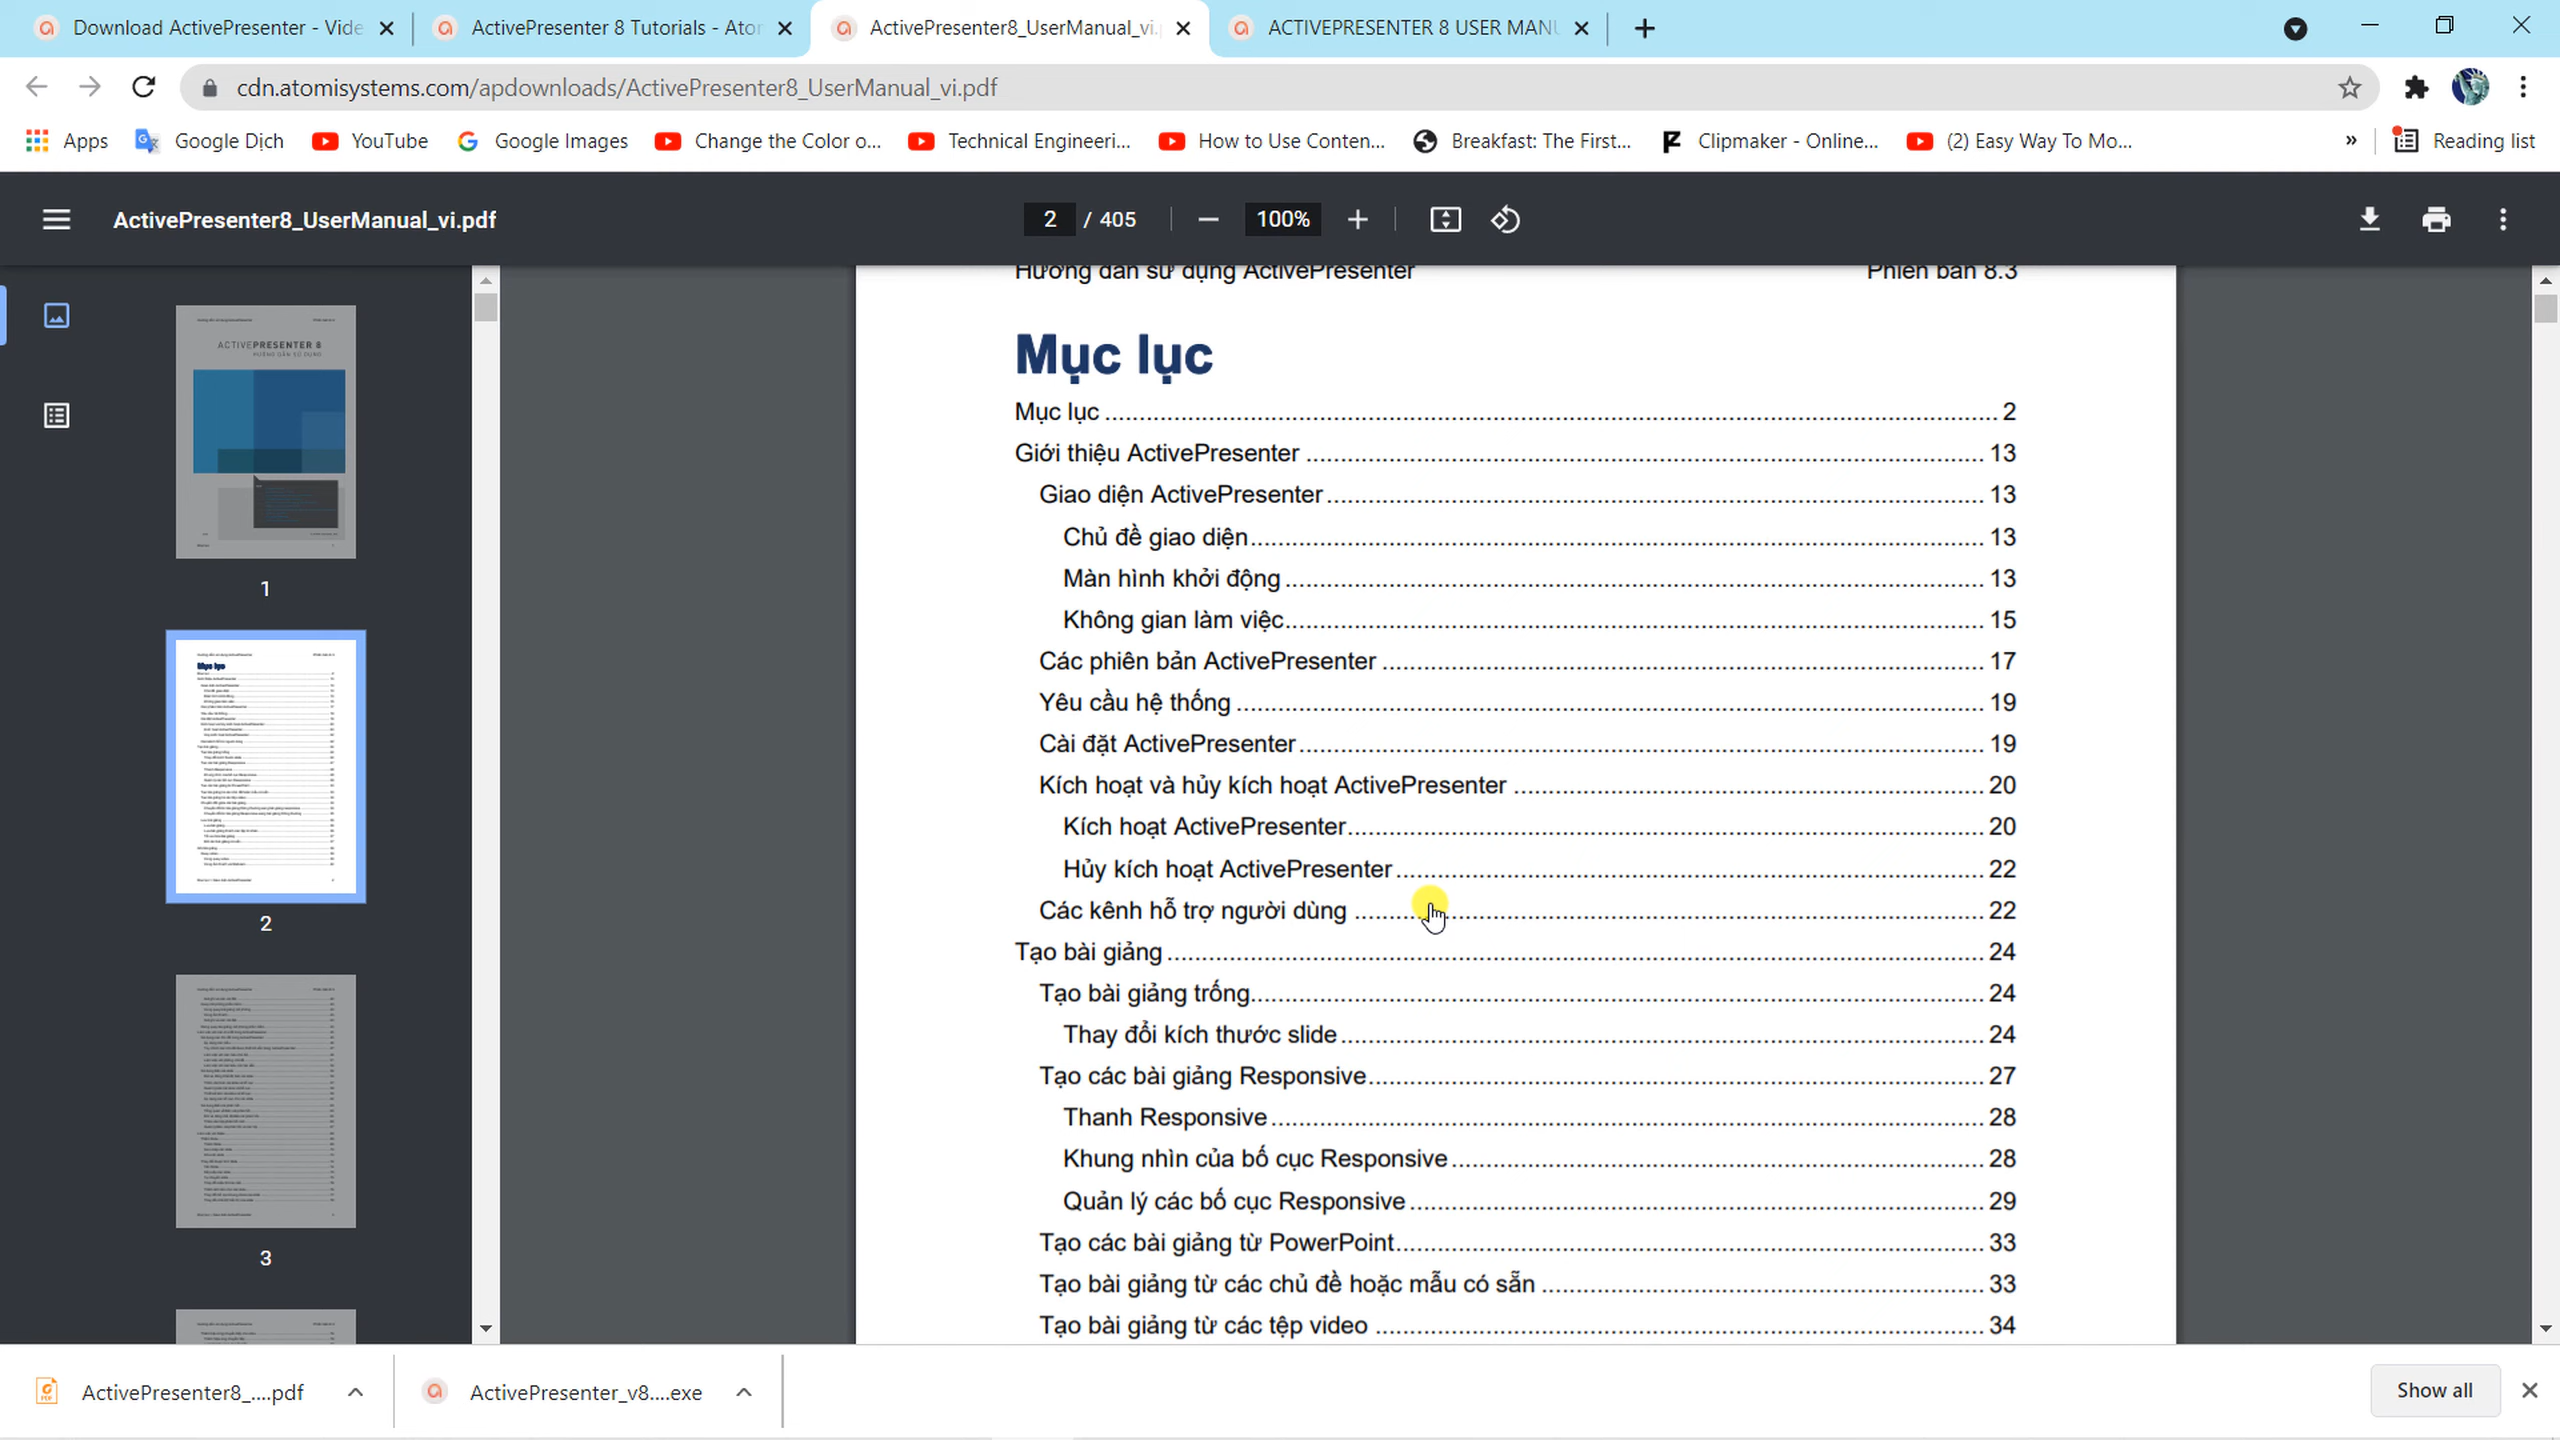 Download ActivePresenter - Vide
ActivePresenter 8 Tutorials - Ator
ActivePresenter8_UserManual_vi.
ACTIVEPRESENTER 8 USER MANU
cdn.atomisystems.com/apdownloads/ActivePresenter8_UserManual_vi.pdf
Apps
Google Dịch
YouTube
Google Images
Change the Color o...
Technical Engineeri...
How to Use Conten...
Breakfast: The First...
Clipmaker - Online...
(2) Easy Way To Mo...
»
Reading list
ActivePresenter8_UserManual_vi.pdf
2 / 405
100%
ACTIVEPRESENTER 8
HƯỚNG DẪN SỬ DỤNG
1
2
3
Hướng dẫn sử dụng ActivePresenter Phiên bản 8.3
Mục lục
Mục lục 2
Giới thiệu ActivePresenter 13
Giao diện ActivePresenter 13
Chủ đề giao diện 13
Màn hình khởi động 13
Không gian làm việc 15
Các phiên bản ActivePresenter 17
Yêu cầu hệ thống 19
Cài đặt ActivePresenter 19
Kích hoạt và hủy kích hoạt ActivePresenter 20
Kích hoạt ActivePresenter 20
Hủy kích hoạt ActivePresenter 22
Các kênh hỗ trợ người dùng 22
Tạo bài giảng 24
Tạo bài giảng trống 24
Thay đổi kích thước slide 24
Tạo các bài giảng Responsive 27
Thanh Responsive 28
Khung nhìn của bố cục Responsive 28
Quản lý các bố cục Responsive 29
Tạo các bài giảng từ PowerPoint 33
Tạo bài giảng từ các chủ đề hoặc mẫu có sẵn 33
Tạo bài giảng từ các tệp video 34
ActivePresenter8_....pdf
ActivePresenter_v8....exe
Show all